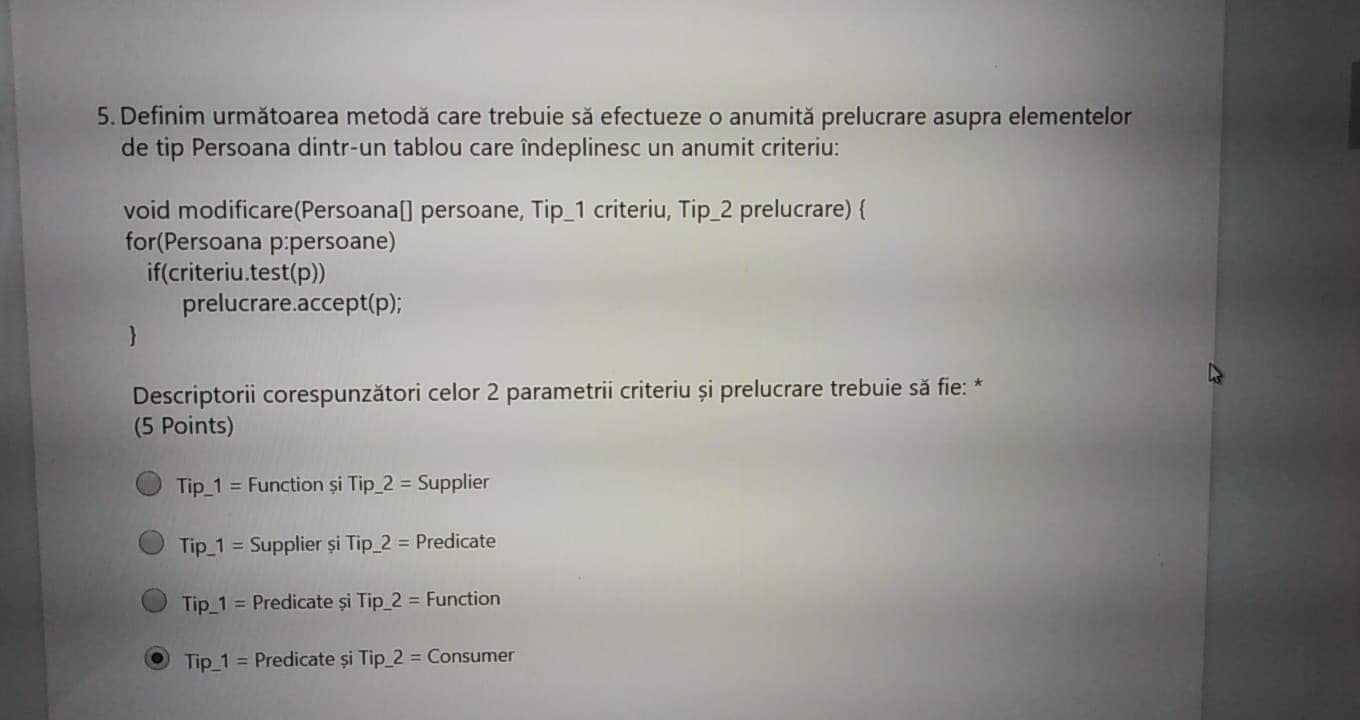 5. Definim următoarea metodă care trebuie să efectueze o anumită prelucrare asupra elementelor
de tip Persoana dintr-un tablou care îndeplinesc un anumit criteriu:
void modificare(Persoana[] persoane, Tip_1 criteriu, Tip_2 prelucrare) {
for(Persoana p:persoane)
if(criteriu.test(p))
prelucrare.accept(p);
}
Descriptorii corespunzători celor 2 parametrii criteriu și prelucrare trebuie să fie: *
(5 Points)
Tip_1 = Function și Tip_2 = Supplier
Tip_1 = Supplier și Tip_2 = Predicate
Tip_1 = Predicate și Tip_2 = Function
Tip_1 = Predicate și Tip_2 = Consumer